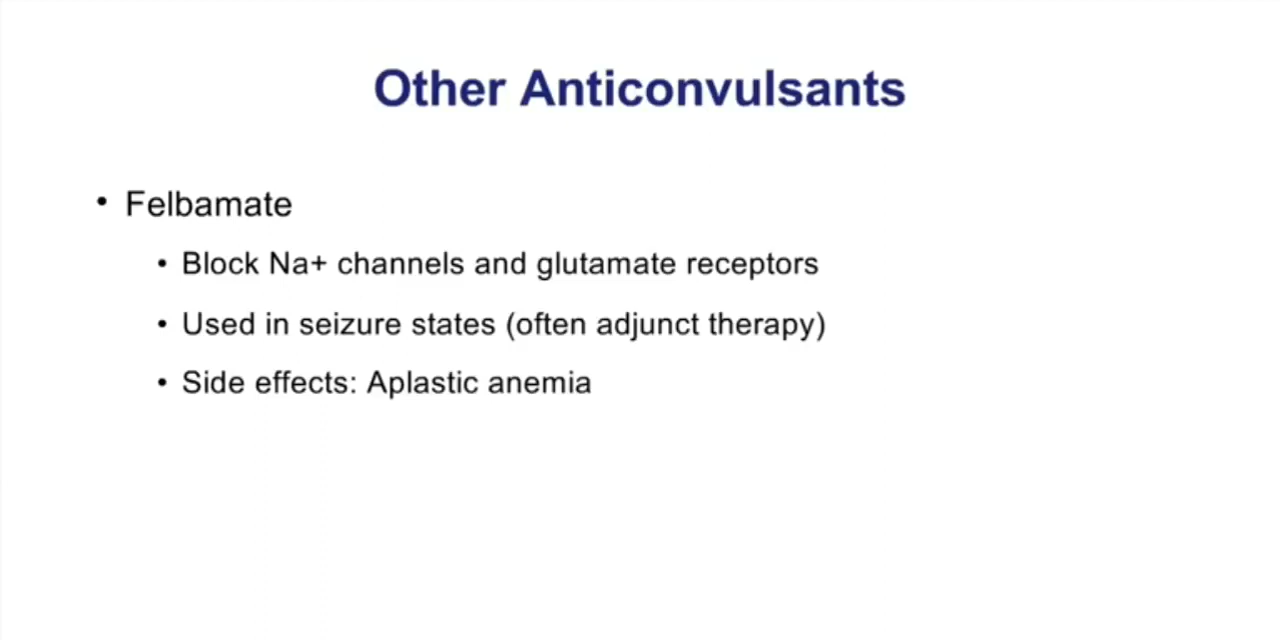 Other Anticonvulsants
• Felbamate
• Block Na+ channels and glutamate receptors
• Used in seizure states (often adjunct therapy)
• Side effects: Aplastic anemia